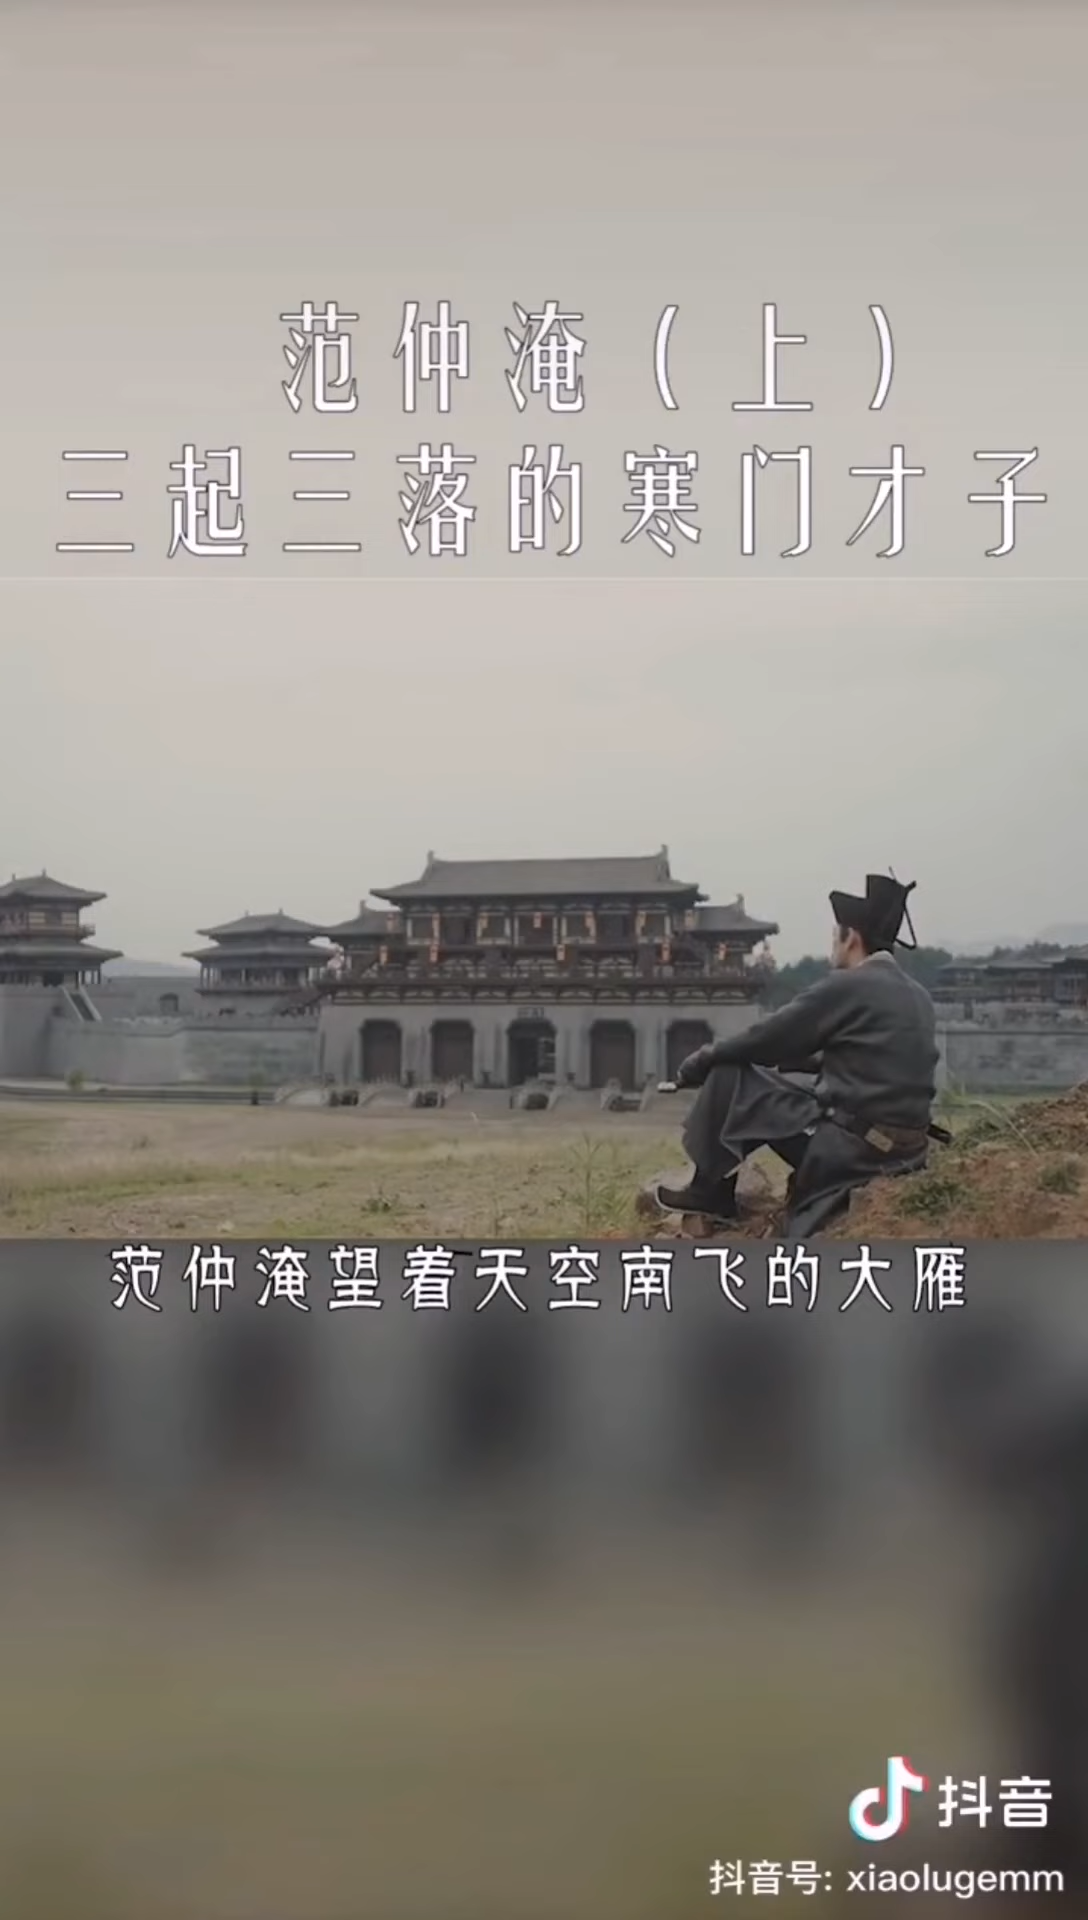 范仲淹（上）
三起三落的寒门才子
范仲淹望着天空南飞的大雁
抖音
抖音号: xiaolugemm